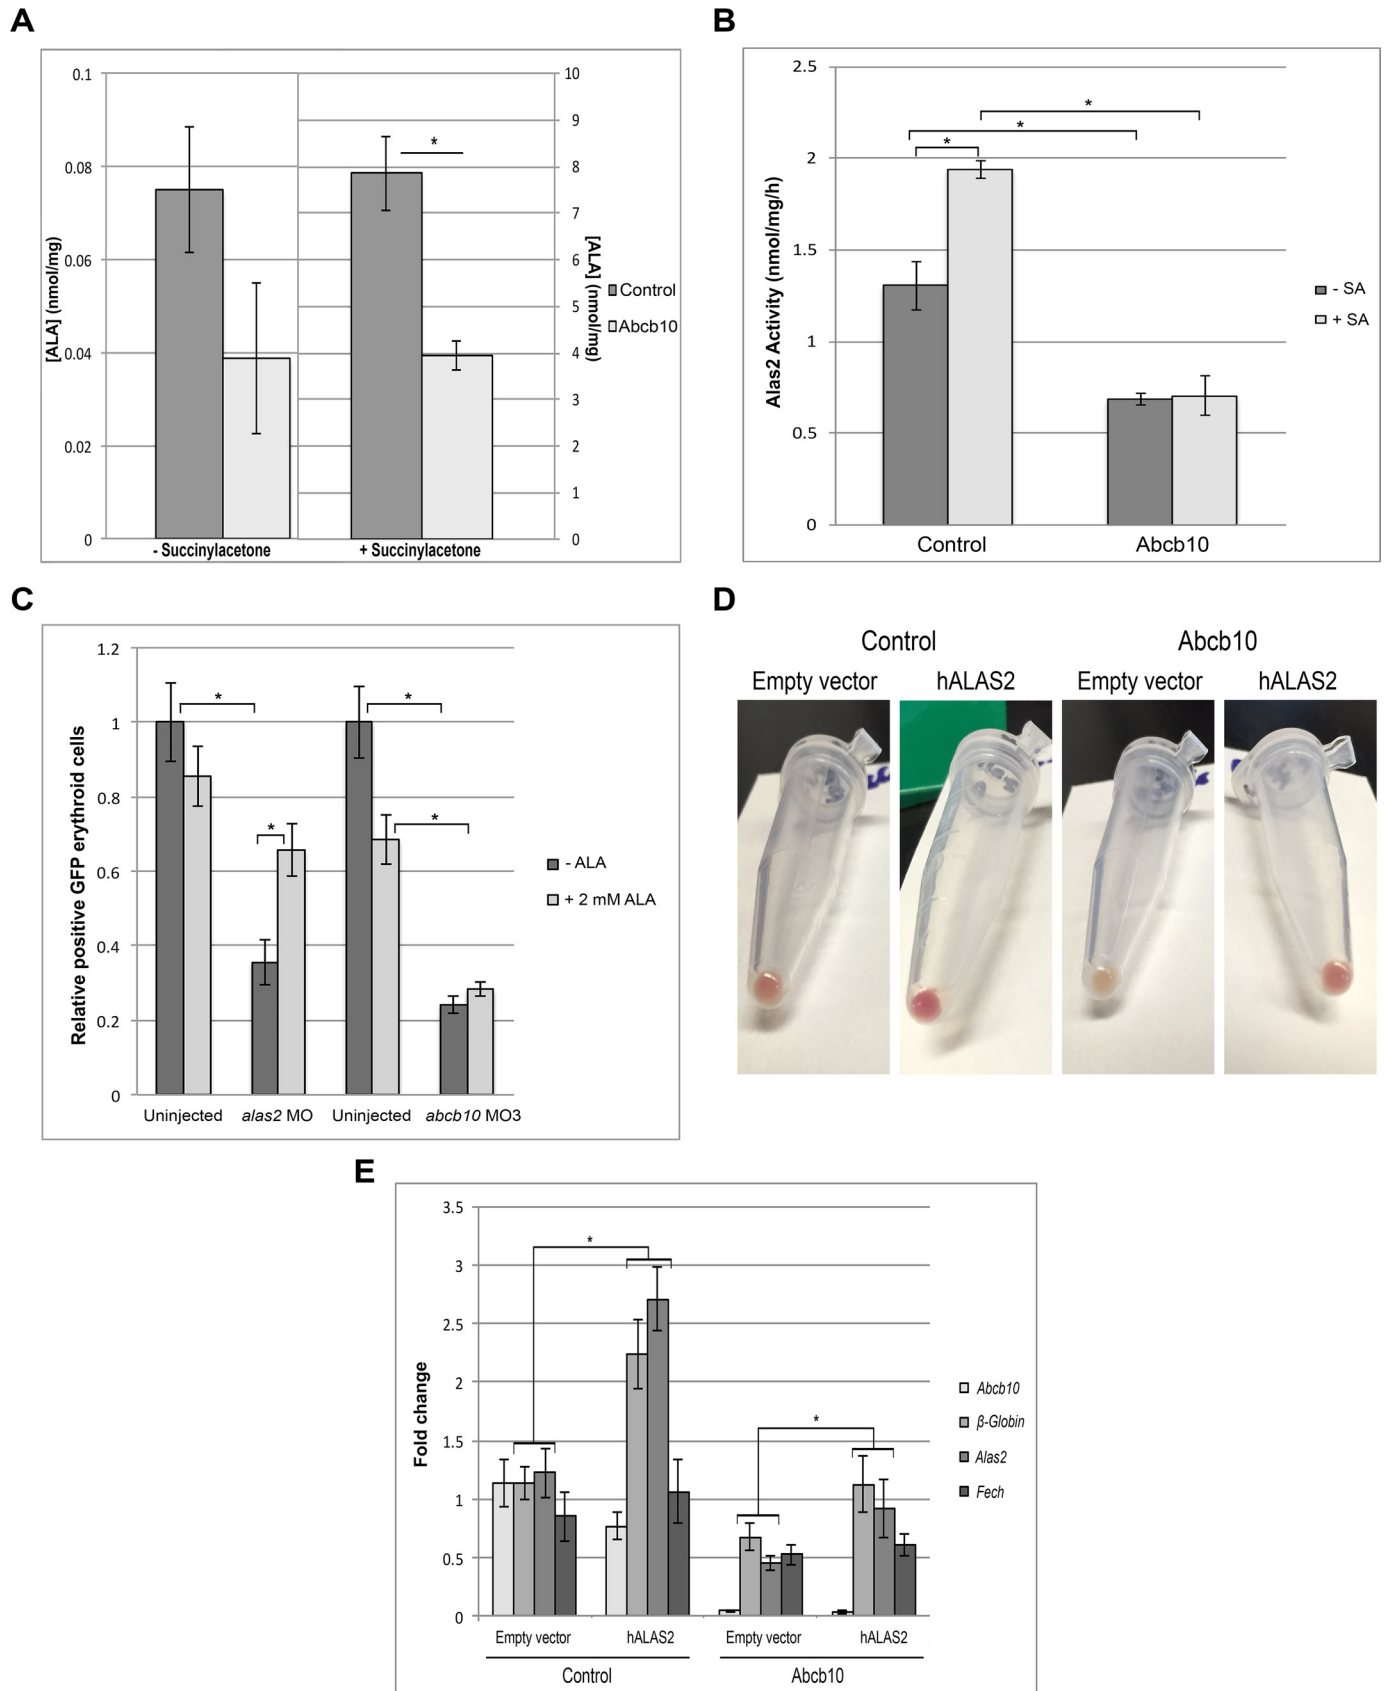 A
0.1
0.08
0.06
0.04
0.02
0
[ALA] (nmol/mg)
*
10
9
8
7
6
5
4
3
2
1
0
[ALA] (nmol/mg)
Control
Abcb10
- Succinylacetone
+ Succinylacetone
B
2.5
2
1.5
1
0.5
0
Alas2 Activity (nmol/mg/h)
*
*
*
- SA
+ SA
Control
Abcb10
C
1.2
1
0.8
0.6
0.4
0.2
0
Relative positive GFP erythroid cells
*
*
*
*
- ALA
+ 2 mM ALA
Uninjected
alas2 MO
Uninjected
abcb10 MO3
D
Control
Abcb10
Empty vector
hALAS2
Empty vector
hALAS2
E
3.5
3
2.5
2
1.5
1
0.5
0
Fold change
*
*
Abcb10
β-Globin
Alas2
Fech
Empty vector
hALAS2
Empty vector
hALAS2
Control
Abcb10